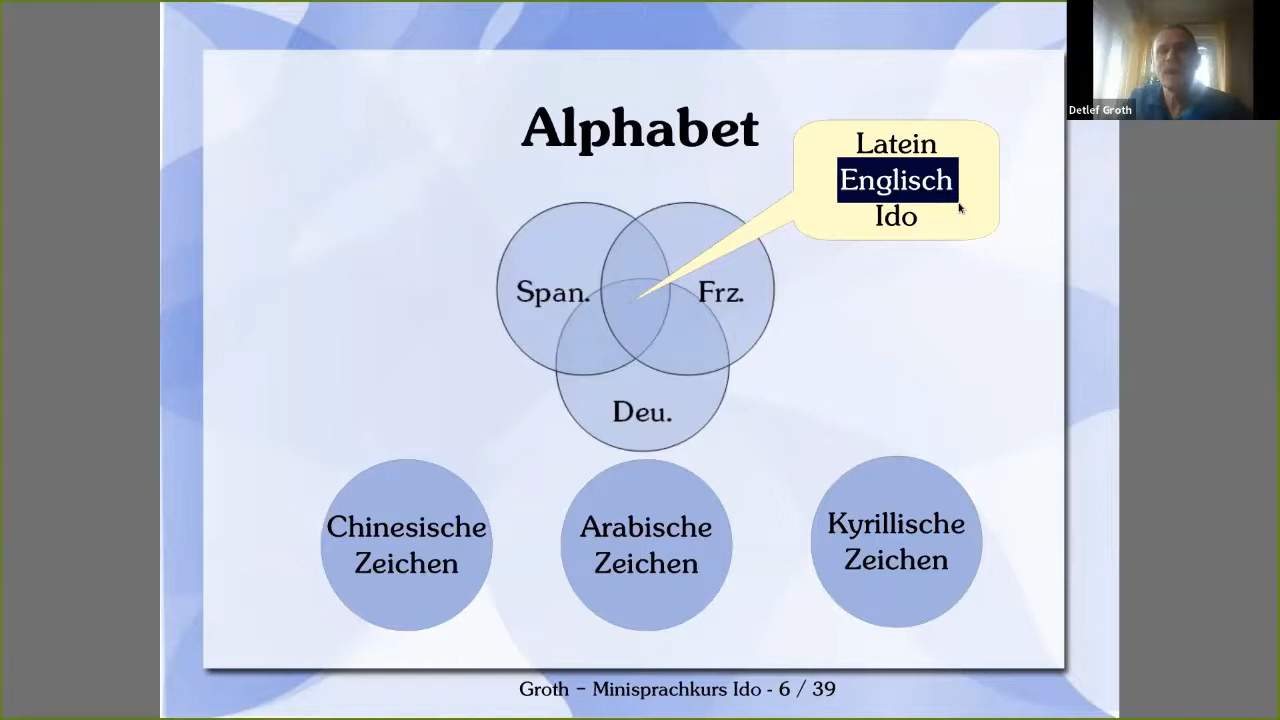 Detlef Groth
Alphabet
Latein
Englisch
Ido
Span.
Frz.
Deu.
Chinesische
Zeichen
Arabische
Zeichen
Kyrillische
Zeichen
Groth – Minisprachkurs Ido - 6 / 39